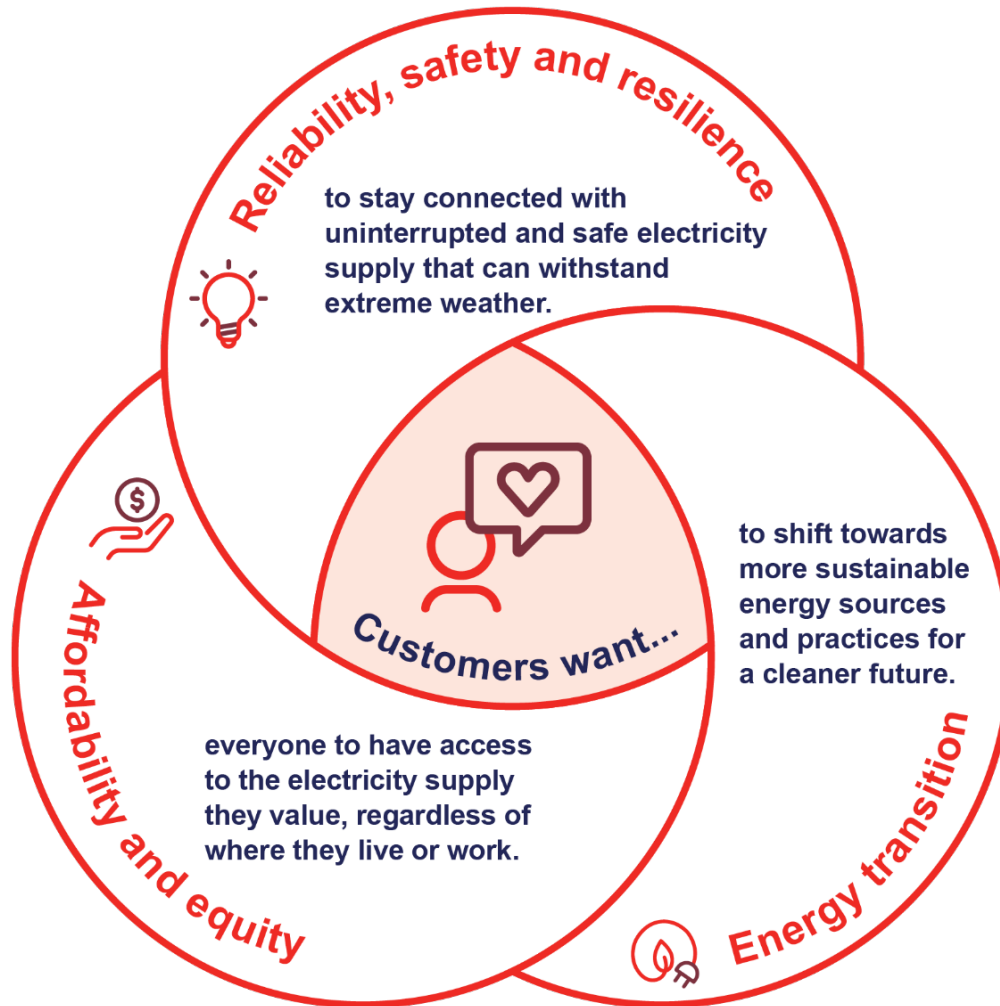 Reliability, safety and resilience
to stay connected with
uninterrupted and safe electricity
supply that can withstand
extreme weather.
$
Customers want...
to shift towards
more sustainable
energy sources
and practices for
a cleaner future.
Energy transition
Affordability and equity
everyone to have access
to the electricity supply
they value, regardless of
where they live or work.